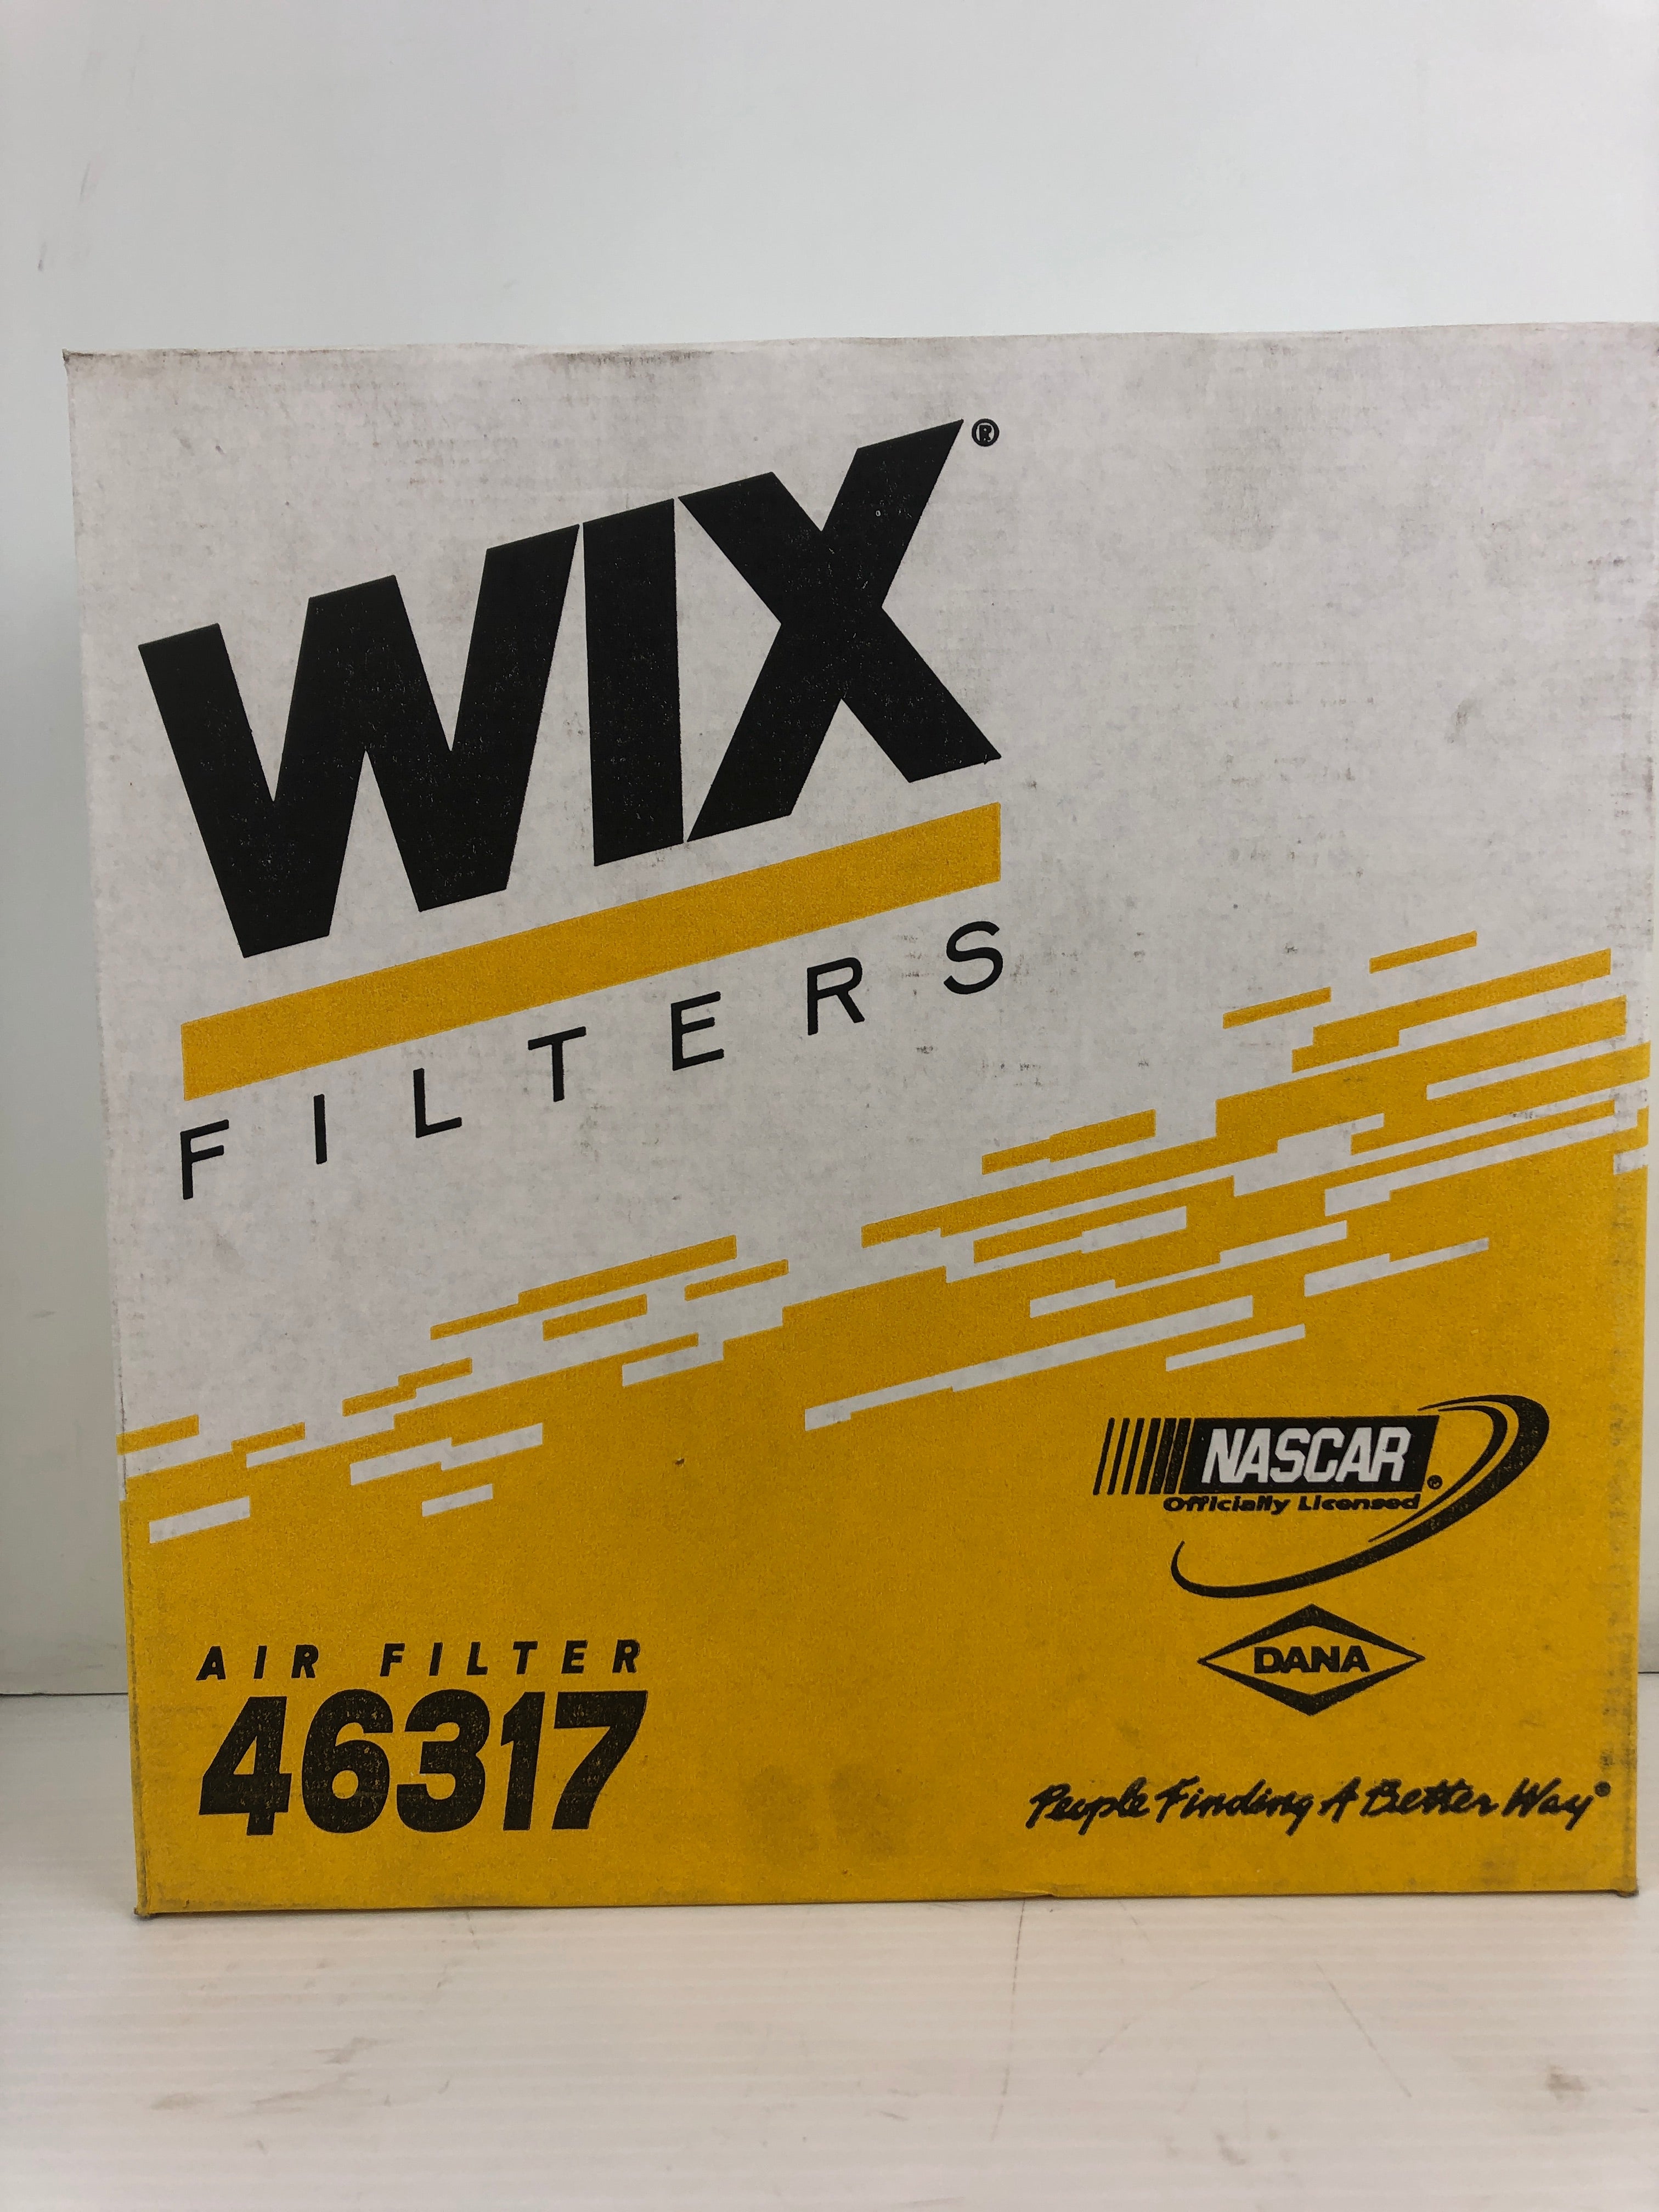 WIX®
FILTERS
NASCAR®
Officially Licensed
DANA
AIR FILTER
46317
People Finding A Better Way®